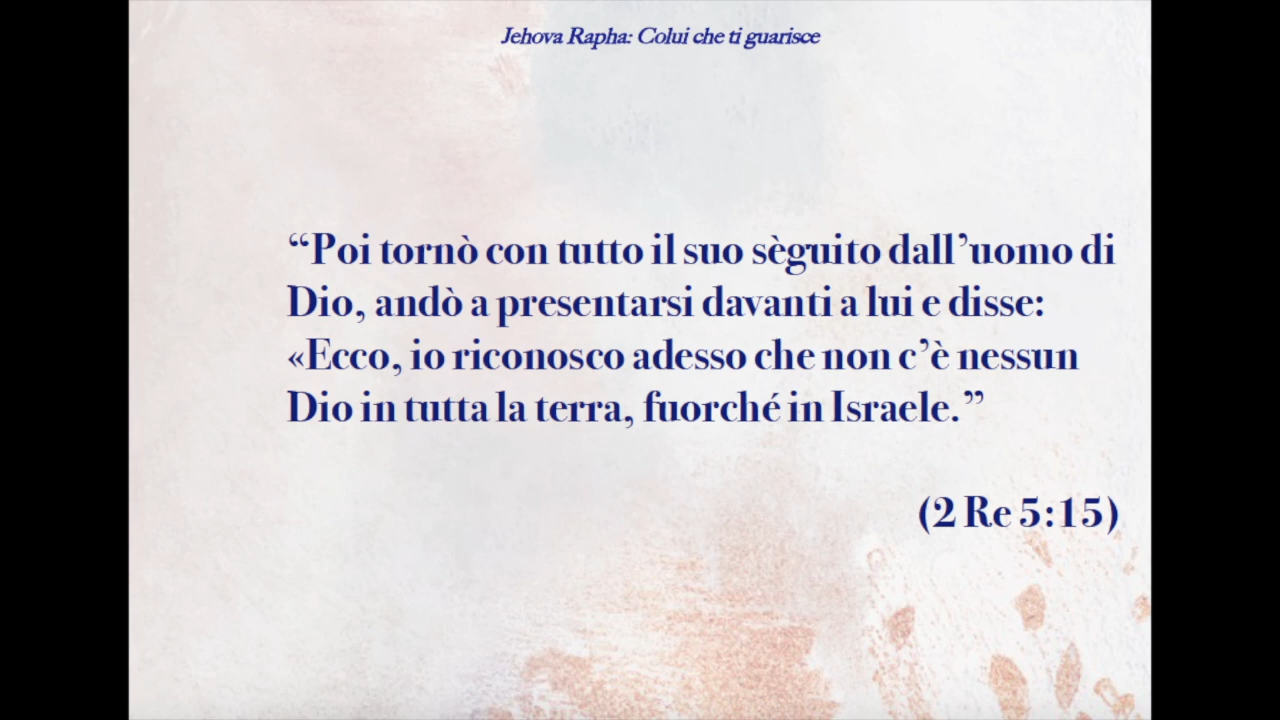 Jehova Rapha: Colui che ti guarisce
“Poi tornò con tutto il suo sèguito dall’uomo di
Dio, andò a presentarsi davanti a lui e disse:
«Ecco, io riconosco adesso che non c’è nessun
Dio in tutta la terra, fuorché in Israele.”
(2 Re 5:15)